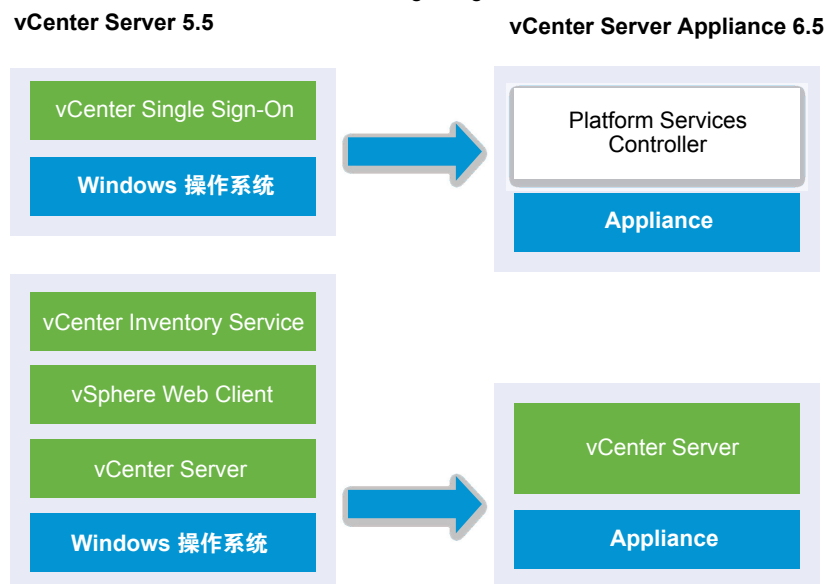 vCenter Server 5.5
vCenter Server Appliance 6.5
vCenter Single Sign-On
Windows 操作系统
Platform Services
Controller
Appliance
vCenter Inventory Service
vSphere Web Client
vCenter Server
Windows 操作系统
vCenter Server
Appliance